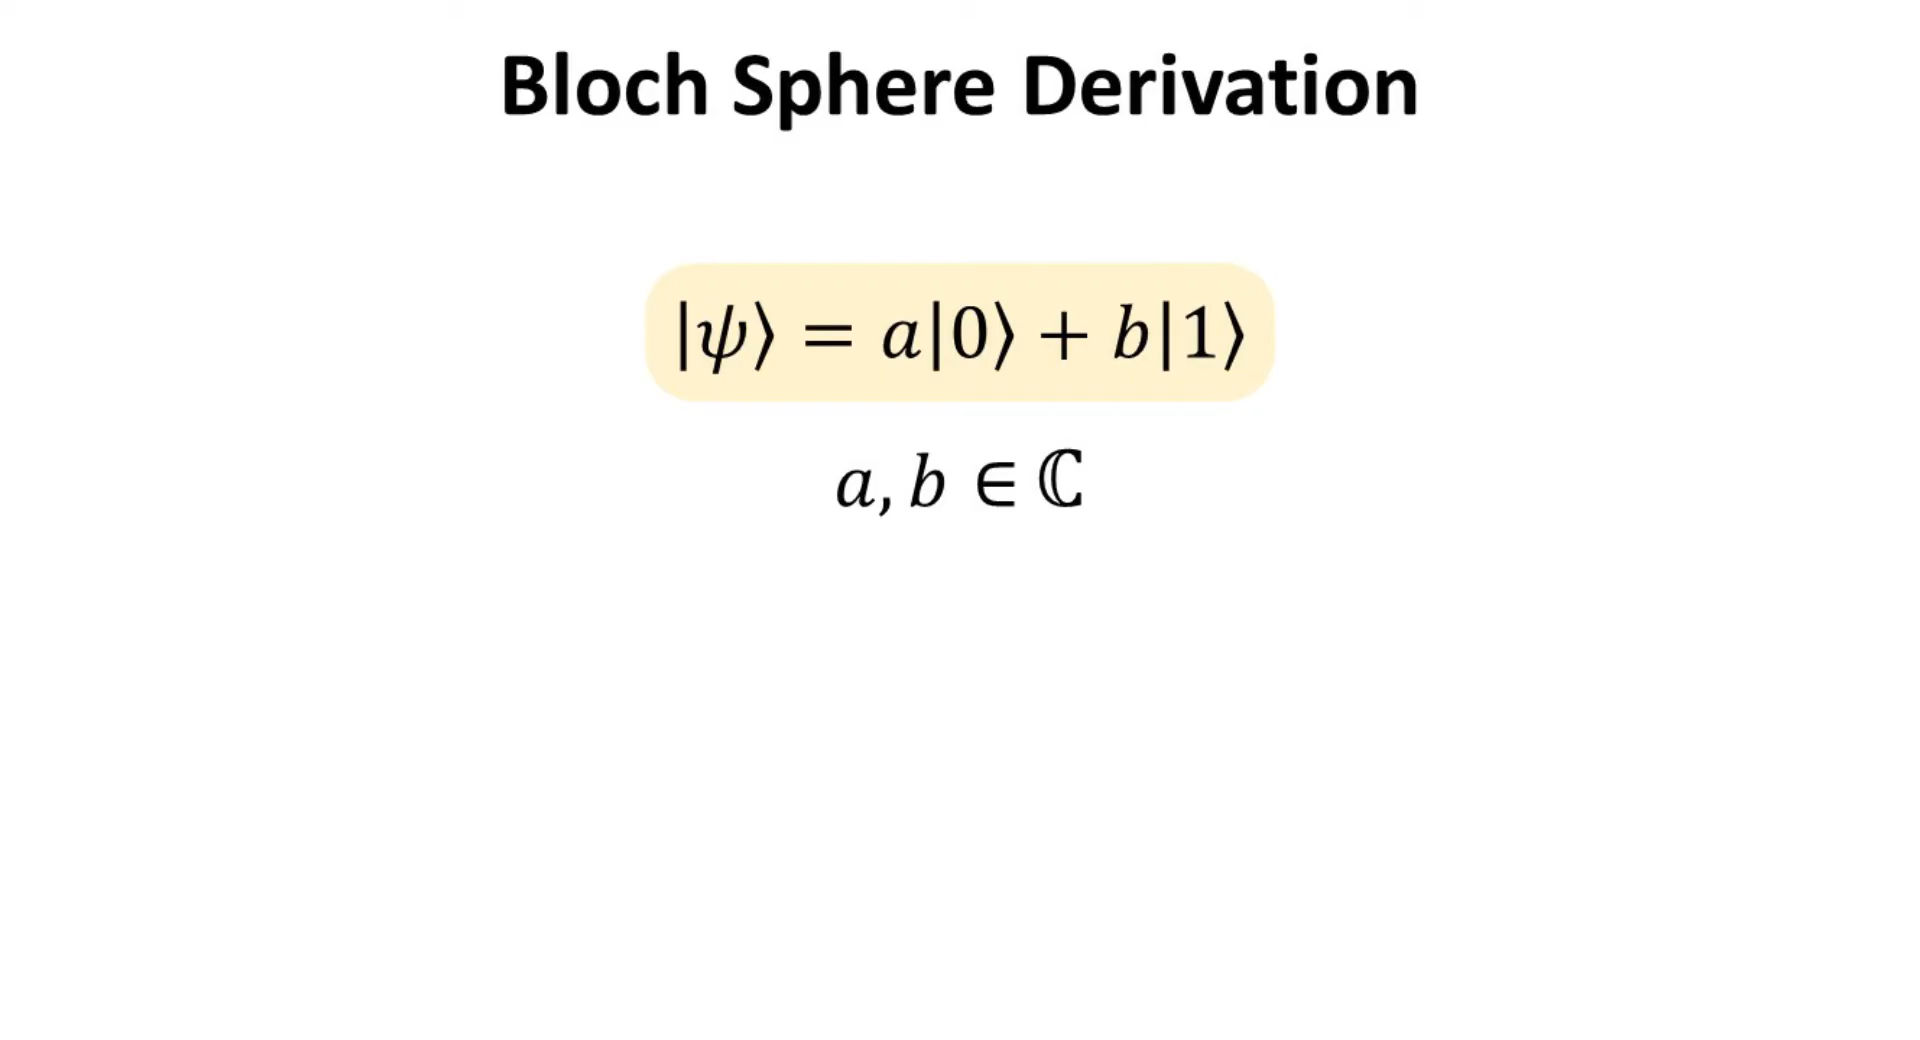 Bloch Sphere Derivation
|ψ⟩ = a|0⟩ + b|1⟩
a, b ∈ ℂ